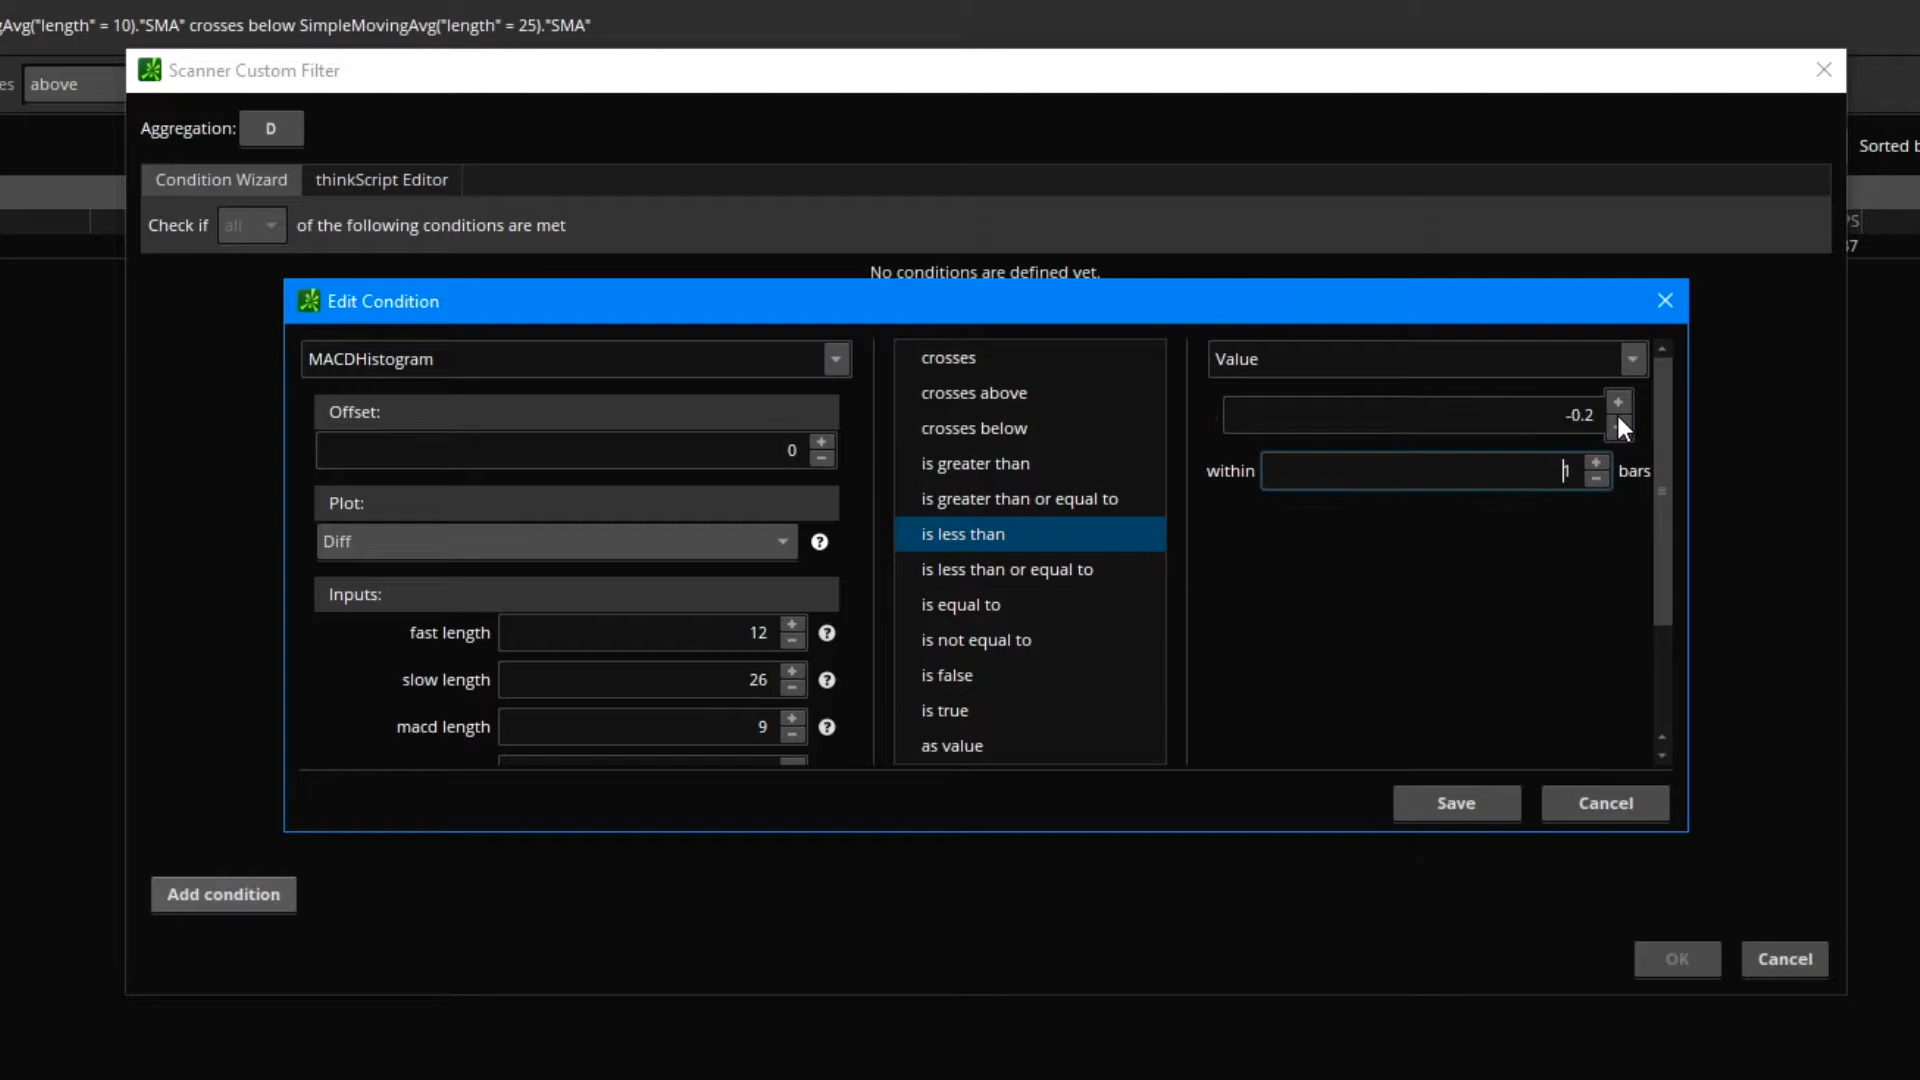 gAvg("length" = 10)."SMA" crosses below SimpleMovingAvg("length" = 25)."SMA"
es above
Scanner Custom Filter
Aggregation: D
Sorted b
Condition Wizard thinkScript Editor
Check if all of the following conditions are met
PS
37
No conditions are defined yet.
Edit Condition
MACDHistogram
Offset:
0
Plot:
Diff
Inputs:
fast length 12
slow length 26
macd length 9
crosses
crosses above
crosses below
is greater than
is greater than or equal to
is less than
is less than or equal to
is equal to
is not equal to
is false
is true
as value
Value
-0.2
within 1 bars
Save Cancel
Add condition
OK Cancel